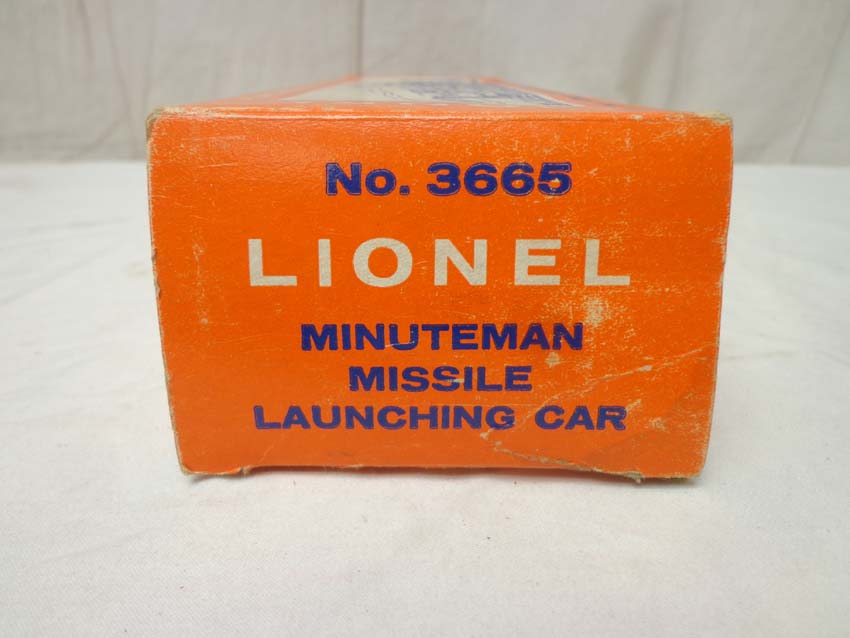 No. 3665
LIONEL
MINUTEMAN
MISSILE
LAUNCHING CAR